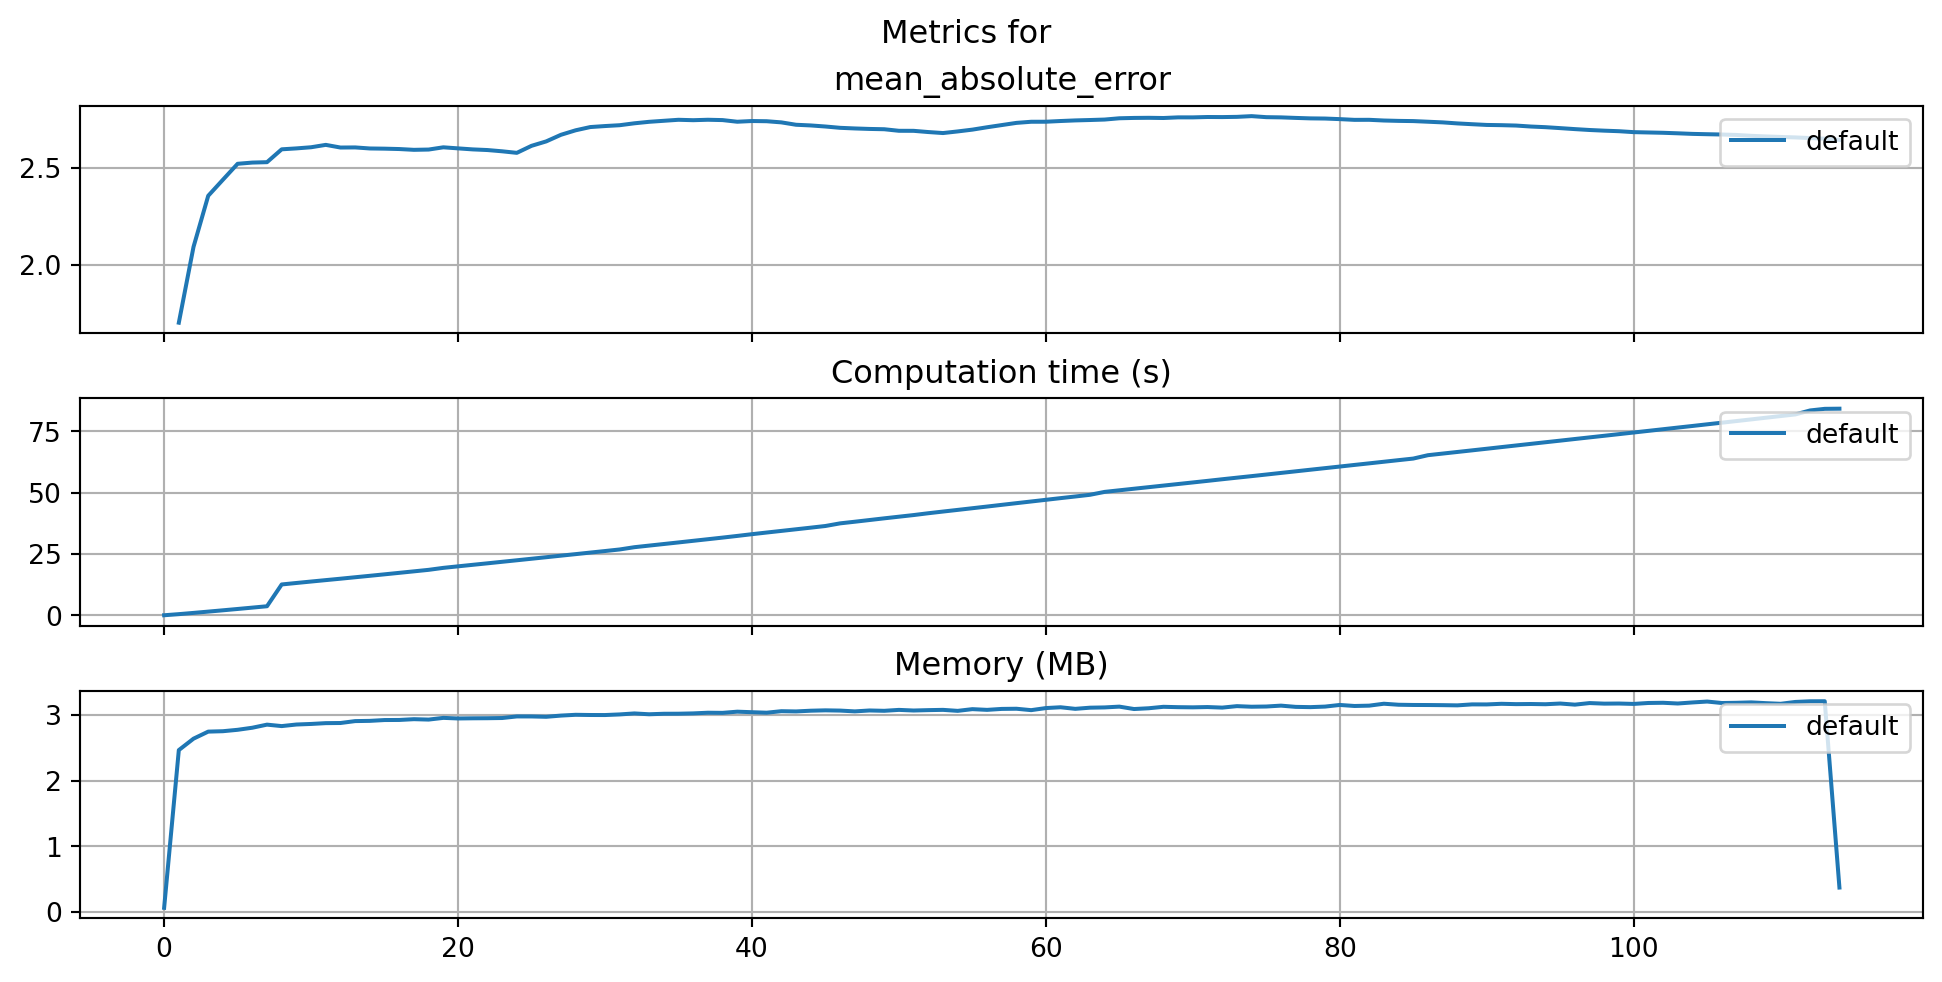 Metrics for
mean_absolute_error
2.5
2.0
default
Computation time (s)
75
50
25
0
default
Memory (MB)
3
2
1
0
default
0 20 40 60 80 100